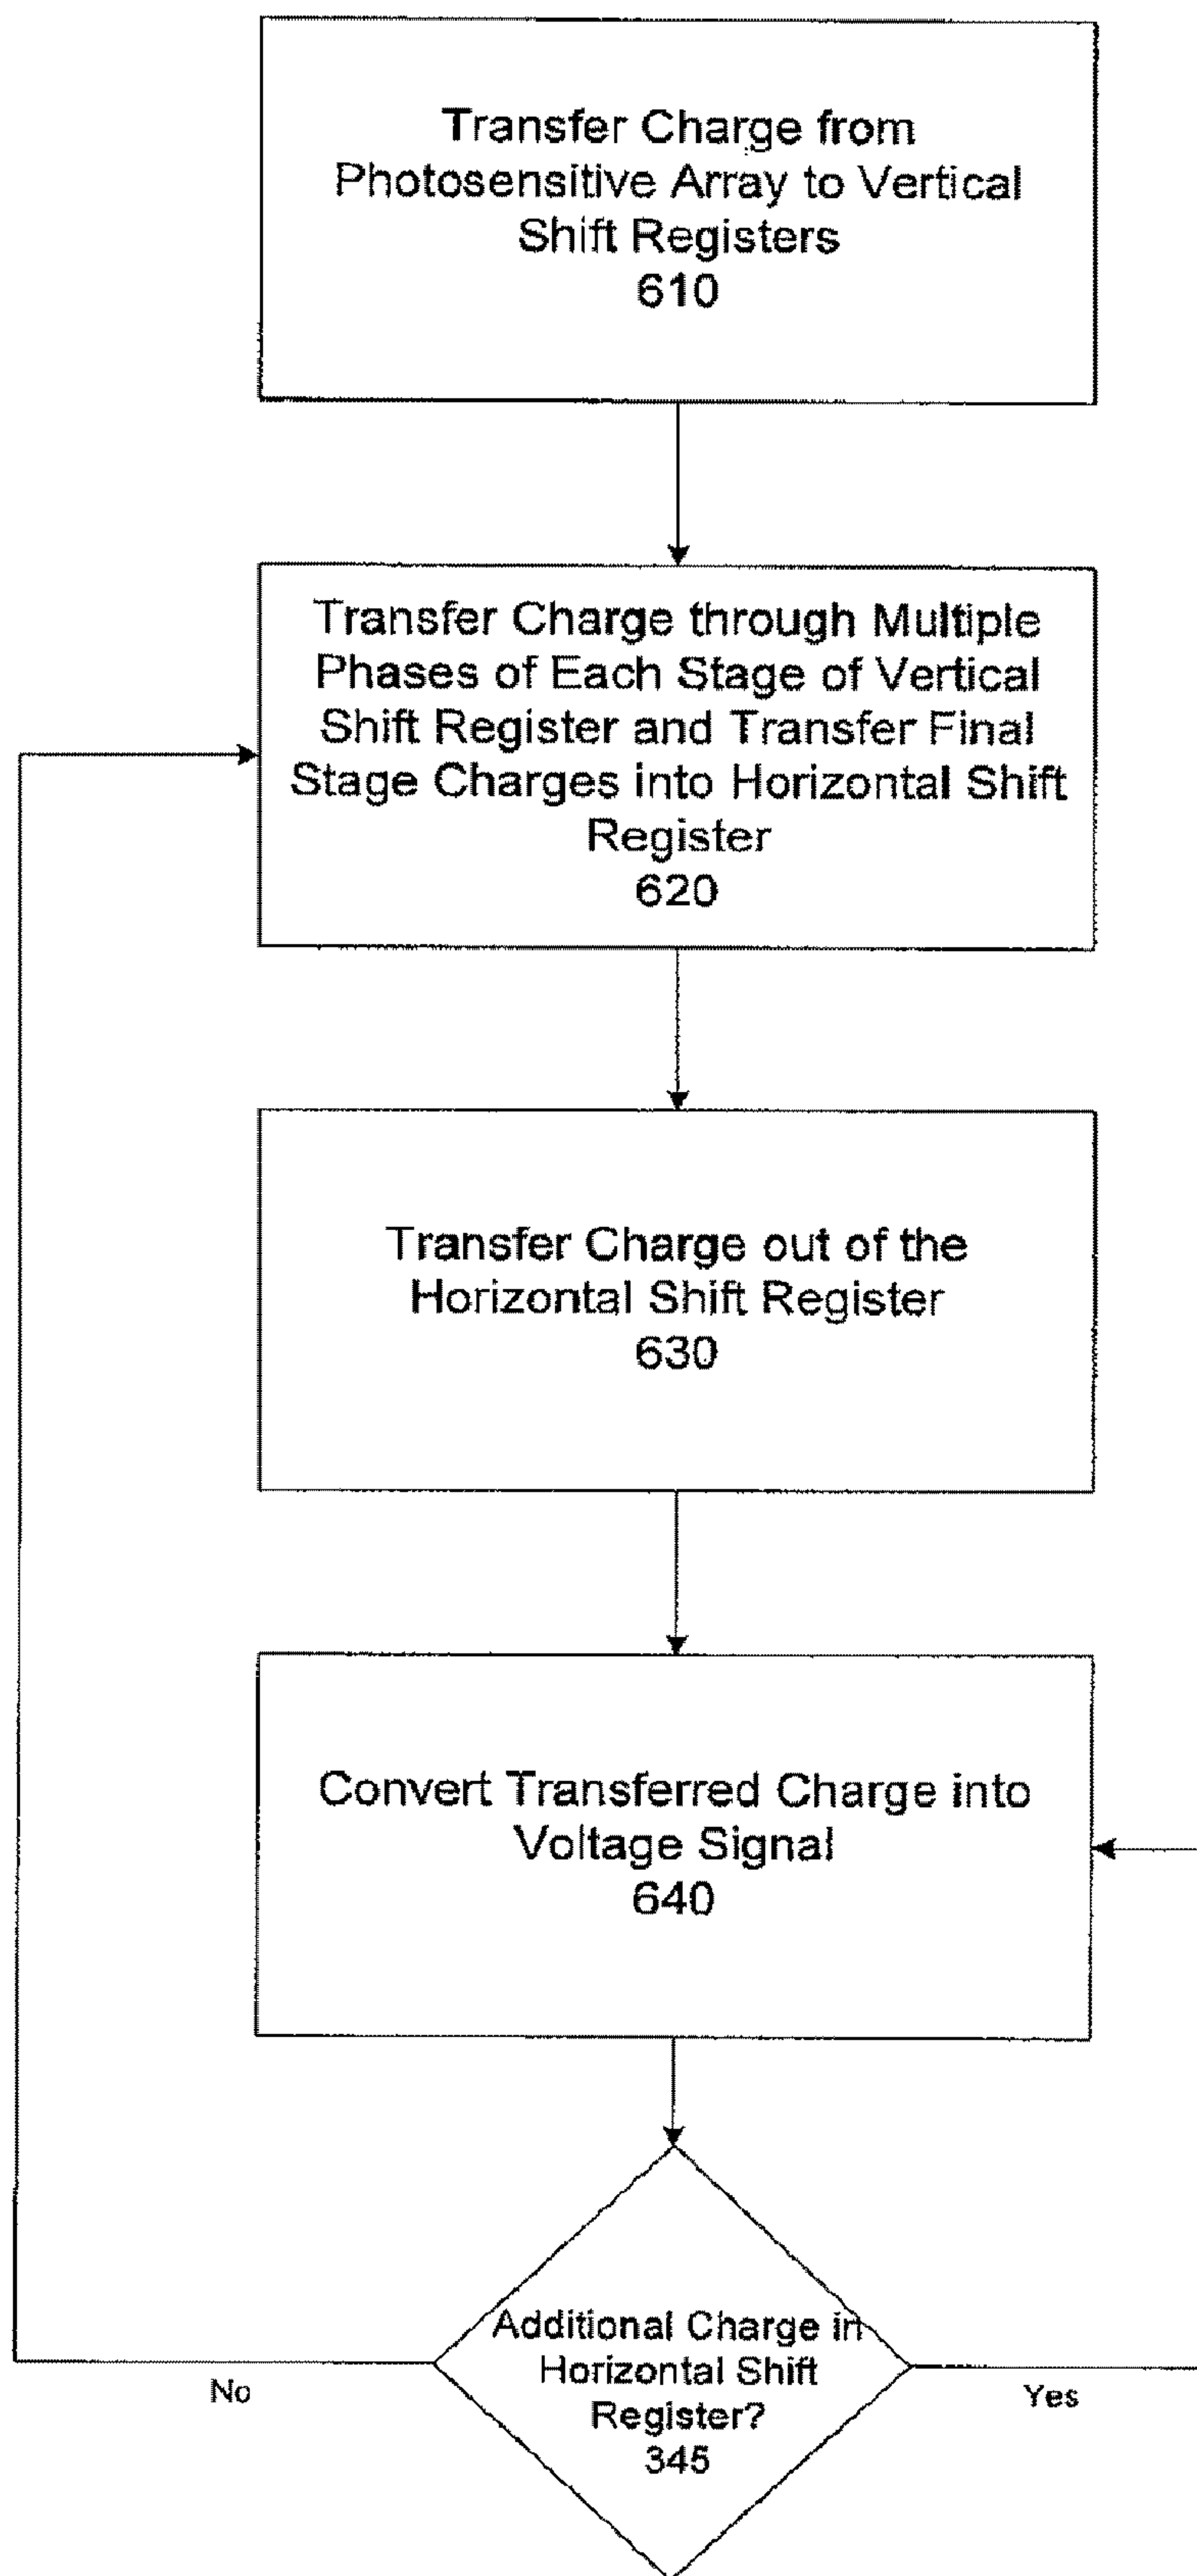 Transfer Charge from
Photosensitive Array to Vertical
Shift Registers
610
Transfer Charge through Multiple
Phases of Each Stage of Vertical
Shift Register and Transfer Final
Stage Charges into Horizontal Shift
Register
620
Transfer Charge out of the
Horizontal Shift Register
630
Convert Transferred Charge into
Voltage Signal
640
Additional Charge in
Horizontal Shift
Register?
345
No
Yes